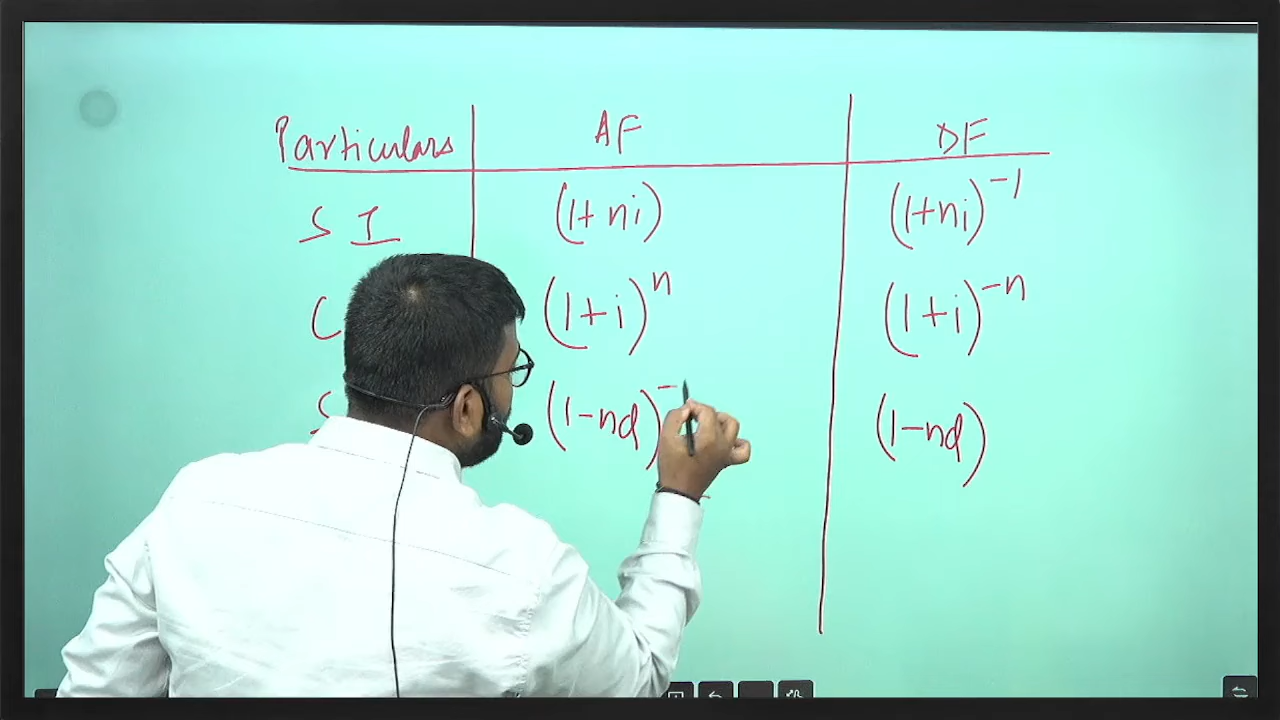 Particulars AF DF
S I (1+ni) (1+ni)⁻¹
C (1+i)ⁿ (1+i)⁻ⁿ
S (1-nd)⁻ (1-nd)